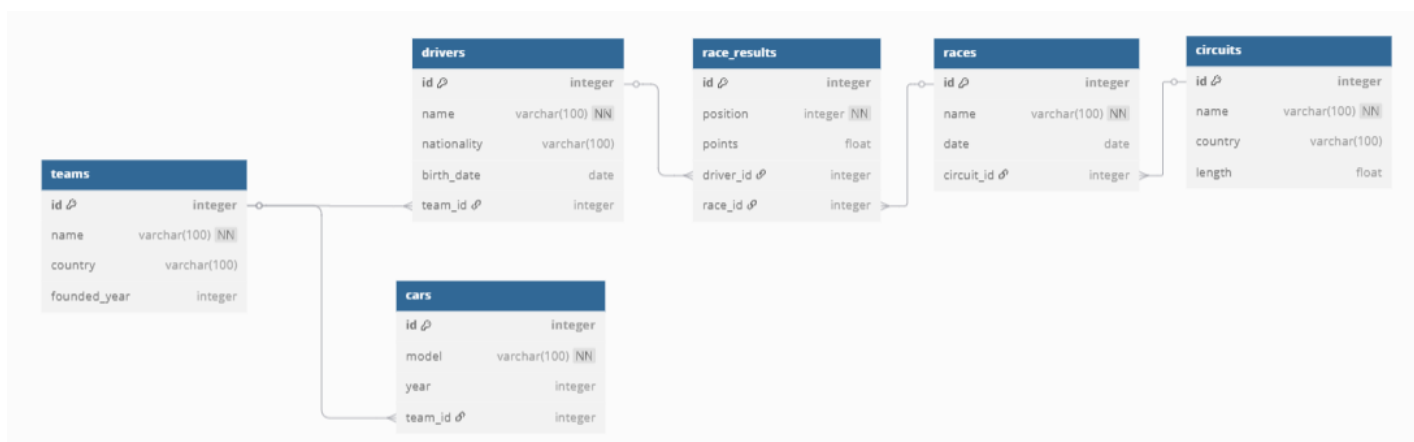 teams
id integer
name varchar(100) NN
country varchar(100)
founded_year integer
drivers
id integer
name varchar(100) NN
nationality varchar(100)
birth_date date
team_id integer
cars
id integer
model varchar(100) NN
year integer
team_id integer
race_results
id integer
position integer NN
points float
driver_id integer
race_id integer
races
id integer
name varchar(100) NN
date date
circuit_id integer
circuits
id integer
name varchar(100) NN
country varchar(100)
length float